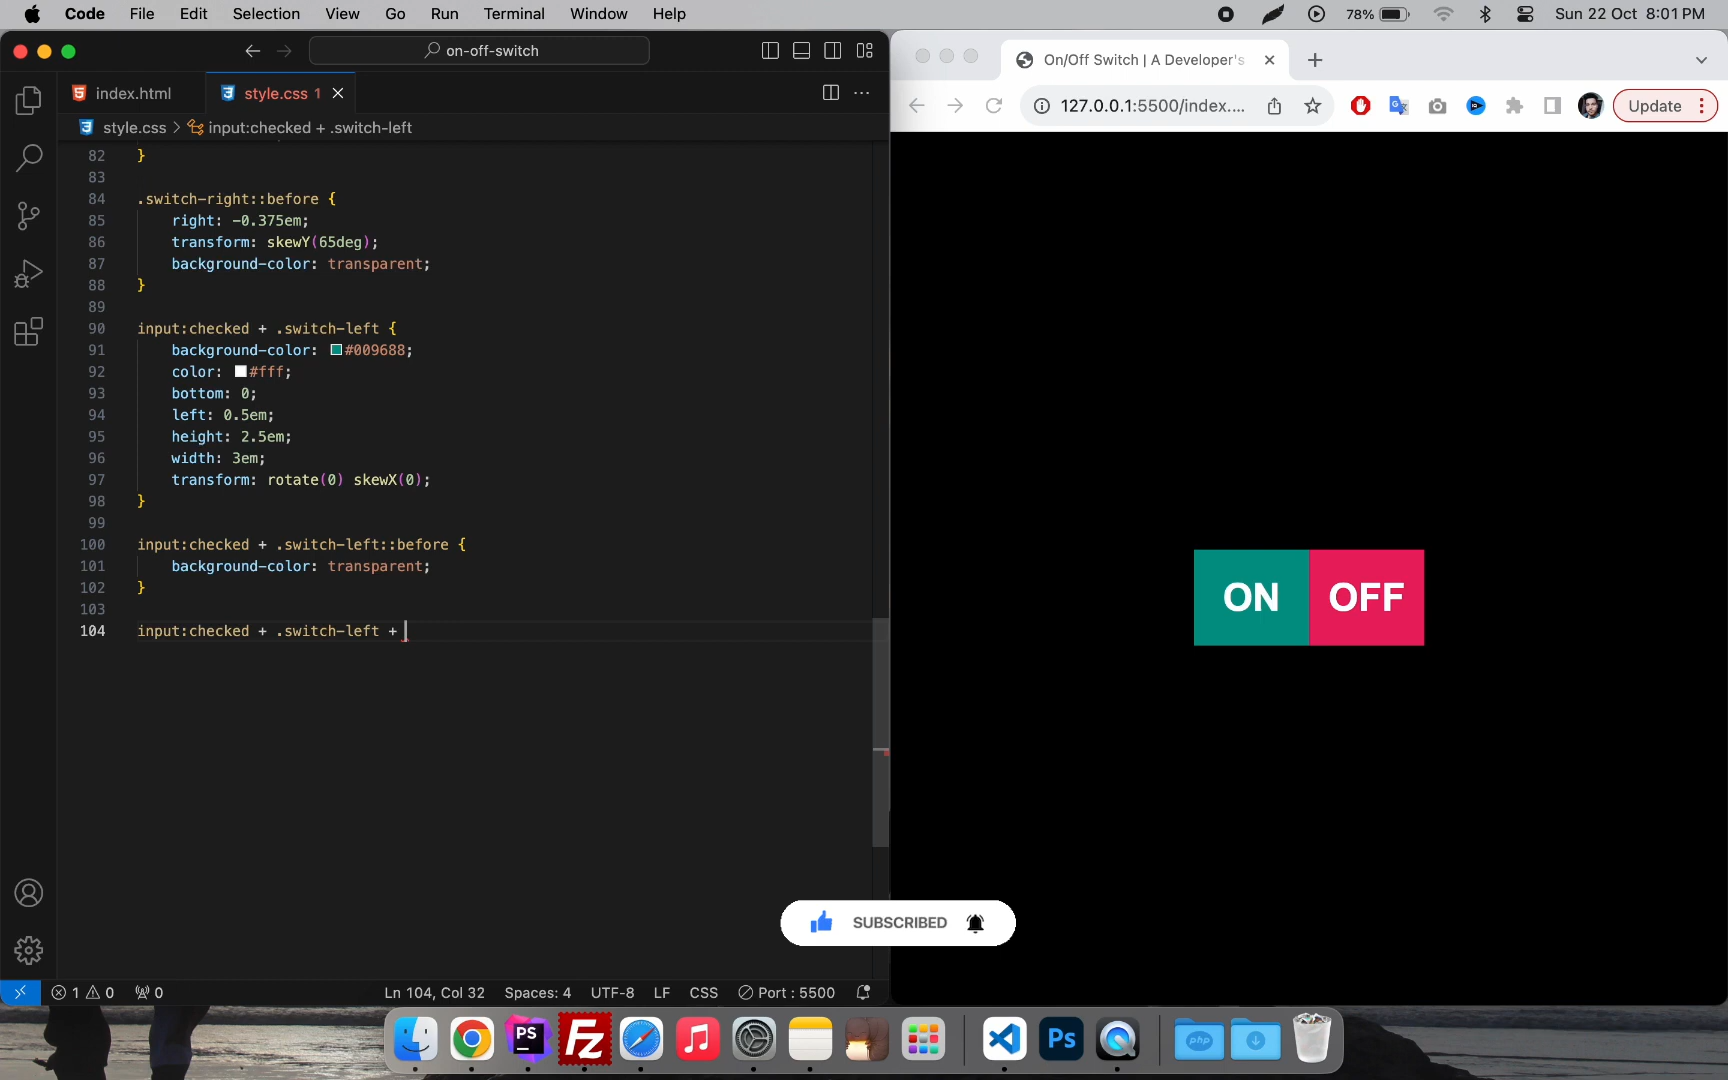 Code File Edit Selection View Go Run Terminal Window Help
78% Sun 22 Oct 8:01 PM
on-off-switch
On/Off Switch | A Developer's
index.html
style.css 1
127.0.0.1:5500/index....
Update
style.css > input:checked + .switch-left
82 }
83
84 .switch-right::before {
85 right: -0.375em;
86 transform: skewY(65deg);
87 background-color: transparent;
88 }
89
90 input:checked + .switch-left {
91 background-color: #009688;
92 color: #fff;
93 bottom: 0;
94 left: 0.5em;
95 height: 2.5em;
96 width: 3em;
97 transform: rotate(0) skewX(0);
98 }
99
100 input:checked + .switch-left::before {
101 background-color: transparent;
102 }
103
104 input:checked + .switch-left +
ON OFF
SUBSCRIBED
1 0 0 Ln 104, Col 32 Spaces: 4 UTF-8 LF CSS Port : 5500
PS
Fz
Ps
php